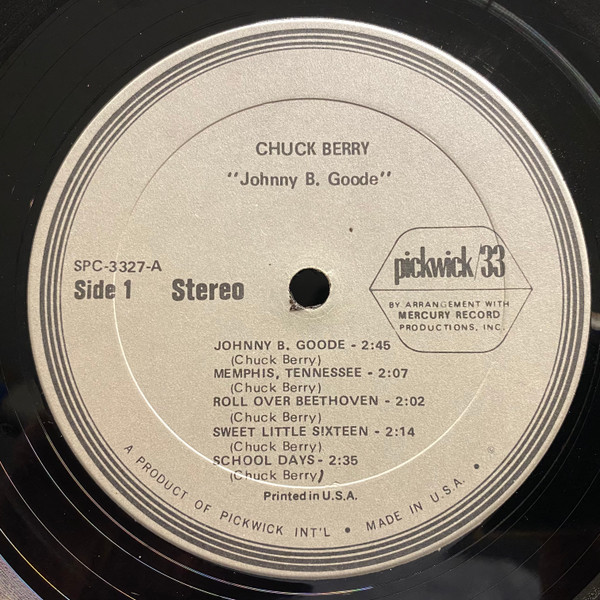 CHUCK BERRY
"Johnny B. Goode"
SPC-3327-A
Side 1 Stereo
pickwick/33
BY ARRANGEMENT WITH
MERCURY RECORD
PRODUCTIONS, INC.
JOHNNY B. GOODE - 2:45
(Chuck Berry)
MEMPHIS, TENNESSEE - 2:07
(Chuck Berry)
ROLL OVER BEETHOVEN - 2:02
(Chuck Berry)
SWEET LITTLE SIXTEEN - 2:14
(Chuck Berry)
SCHOOL DAYS - 2:35
(Chuck Berry)
Printed in U.S.A.
A PRODUCT OF PICKWICK INT'L • MADE IN U.S.A. •